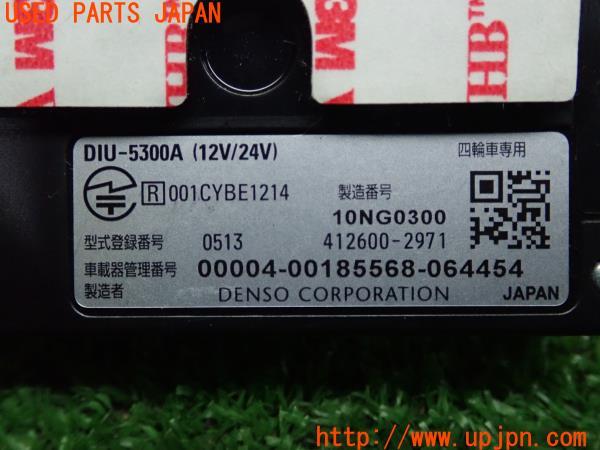 USED PARTS JAPAN
3M
HB™
DIU-5300A (12V/24V)
四輪車専用
R 001CYBE1214
製造番号
10NG0300
型式登録番号 0513 412600-2971
車載器管理番号 00004-00185568-064454
製造者 DENSO CORPORATION JAPAN
http://www.upjpn.com/